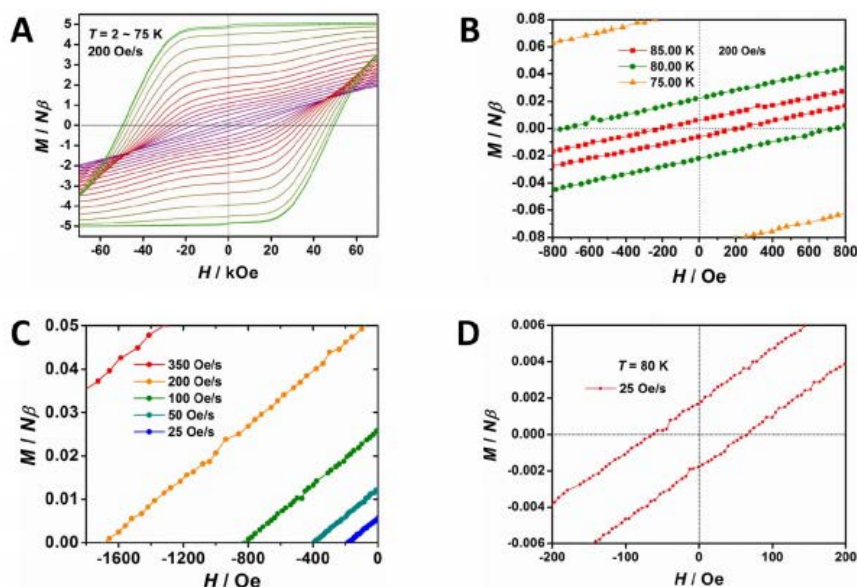 A
T = 2 ~ 75 K
200 Oe/s
M / Nβ
5
4
3
2
1
0
-1
-2
-3
-4
-5
-60 -40 -20 0 20 40 60
H / kOe
B
85.00 K
80.00 K
75.00 K
200 Oe/s
M / Nβ
0.08
0.06
0.04
0.02
0.00
-0.02
-0.04
-0.06
-0.08
-800 -600 -400 -200 0 200 400 600 800
H / Oe
C
350 Oe/s
200 Oe/s
100 Oe/s
50 Oe/s
25 Oe/s
M / Nβ
0.05
0.04
0.03
0.02
0.01
0.00
-1600 -1200 -800 -400 0
H / Oe
D
T = 80 K
25 Oe/s
M / Nβ
0.006
0.004
0.002
0.000
-0.002
-0.004
-0.006
-200 -100 0 100 200
H / Oe